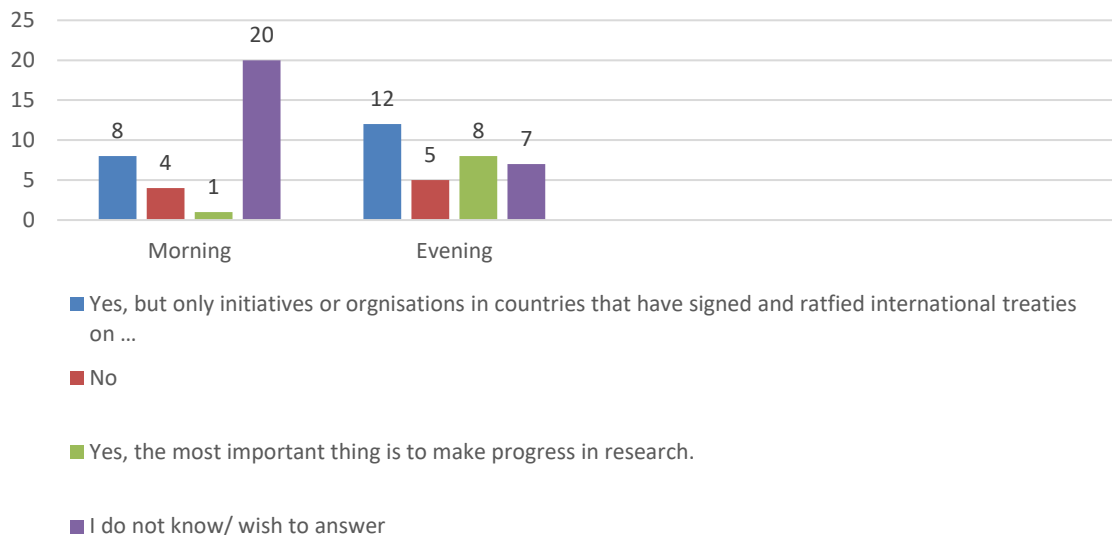 25
20
15
10
5
0
8
4
1
20
12
5
8
7
Morning
Evening
Yes, but only initiatives or orgnisations in countries that have signed and ratfied international treaties
on ...
No
Yes, the most important thing is to make progress in research.
I do not know/ wish to answer